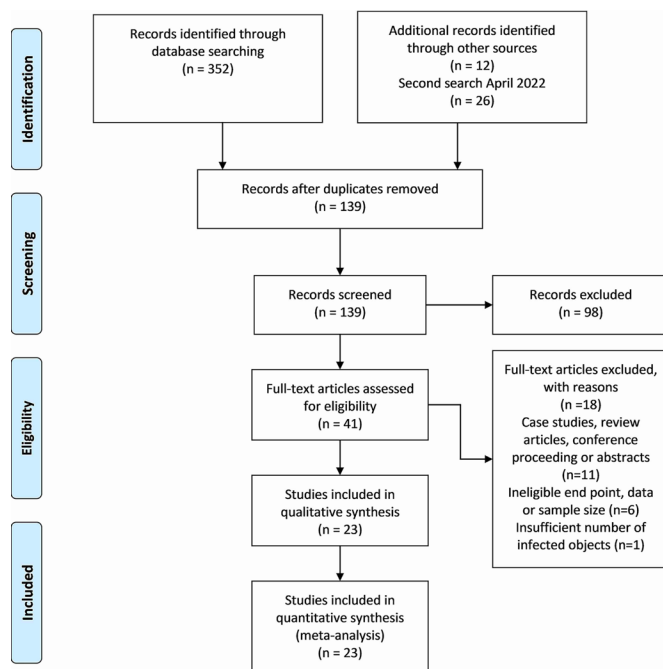 Identification
Records identified through
database searching
(n = 352)
Additional records identified
through other sources
(n = 12)
Second search April 2022
(n = 26)
Records after duplicates removed
(n = 139)
Screening
Records screened
(n = 139)
Records excluded
(n = 98)
Eligibility
Full-text articles assessed
for eligibility
(n = 41)
Full-text articles excluded,
with reasons
(n =18)
Case studies, review
articles, conference
proceeding or abstracts
(n=11)
Ineligible end point, data
or sample size (n=6)
Insufficient number of
infected objects (n=1)
Studies included in
qualitative synthesis
(n = 23)
Included
Studies included in
quantitative synthesis
(meta-analysis)
(n = 23)